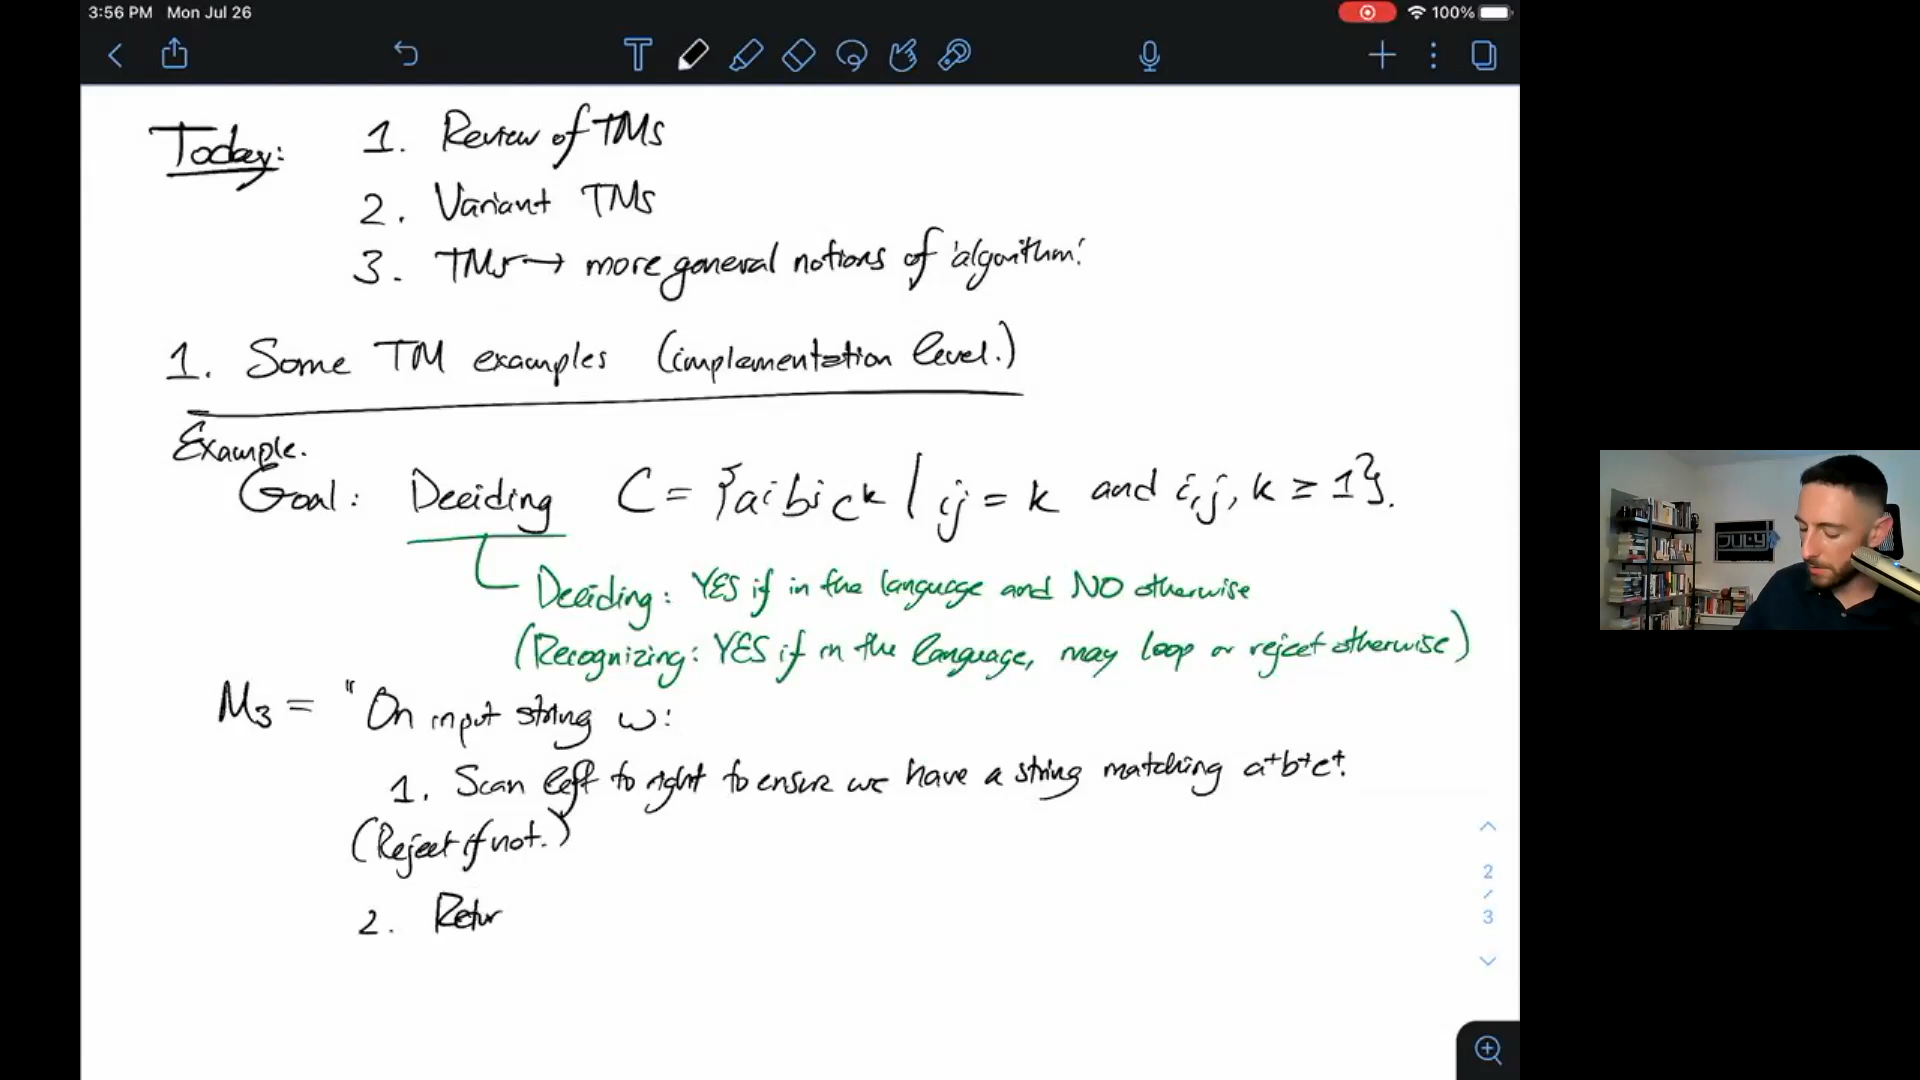 3:56 PM Mon Jul 26
100%
Today: 1. Review of TMs
2. Variant TMs
3. TMs → more general notions of 'algorithm'.
1. Some TM examples (implementation level.)
Example.
Goal: Deciding C = {aⁱbʲcᵏ | ij = k and i,j, k ≥ 1}.
Deciding: YES if in the language and NO otherwise
(Recognizing: YES if in the language, may loop or reject otherwise)
M₃ = "On input string w:
1. Scan left to right to ensure we have a string matching a⁺b⁺c⁺.
(Reject if not.)
2. Retur
2
/
3
JULY